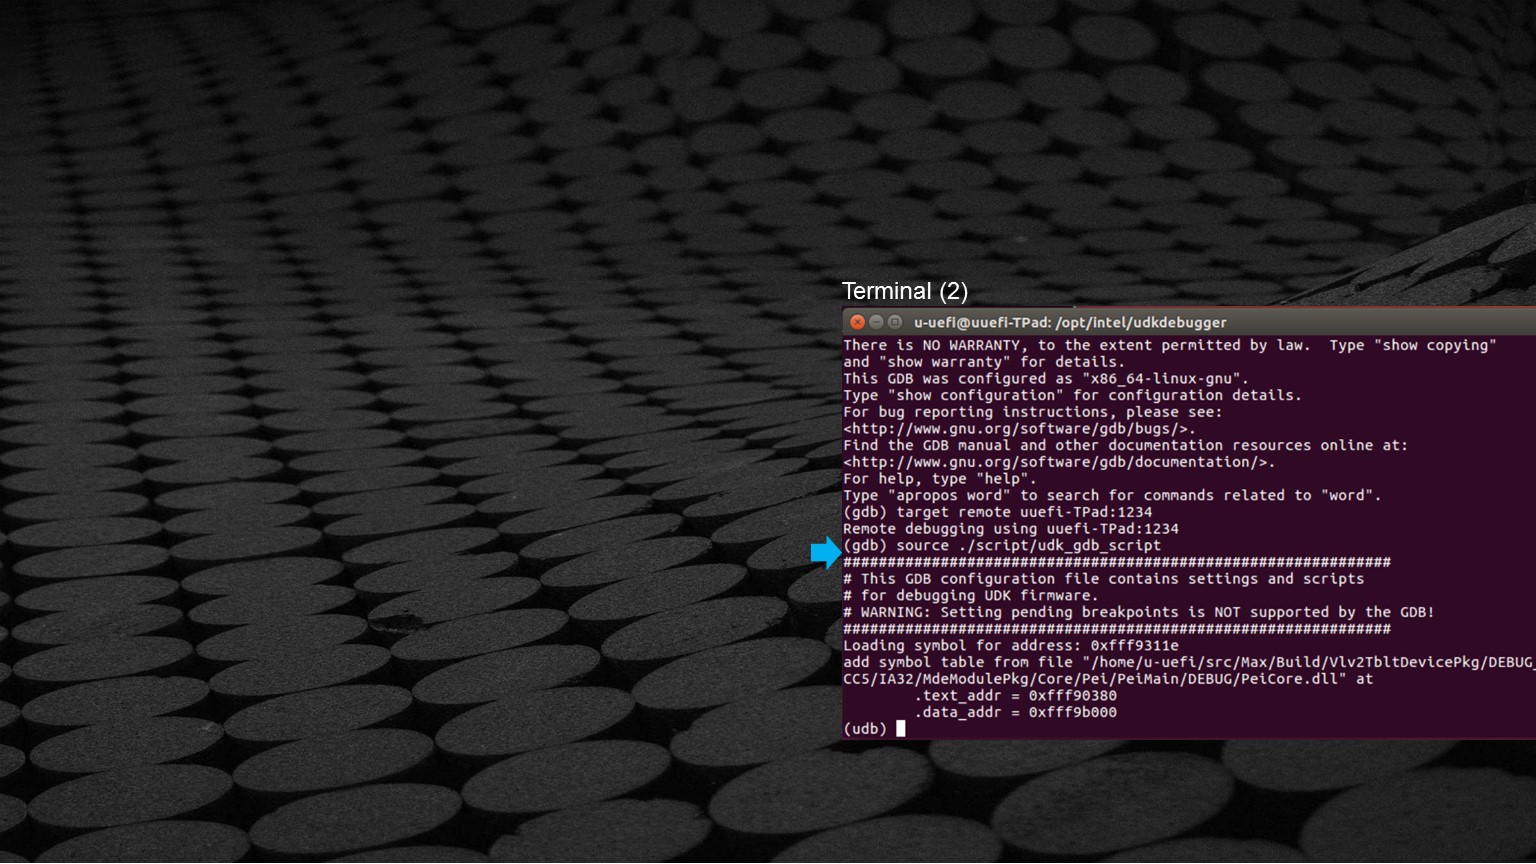 Terminal (2)
u-uefi@uuefi-TPad: /opt/intel/udkdebugger
There is NO WARRANTY, to the extent permitted by law.  Type "show copying"
and "show warranty" for details.
This GDB was configured as "x86_64-linux-gnu".
Type "show configuration" for configuration details.
For bug reporting instructions, please see:
<http://www.gnu.org/software/gdb/bugs/>.
Find the GDB manual and other documentation resources online at:
<http://www.gnu.org/software/gdb/documentation/>.
For help, type "help".
Type "apropos word" to search for commands related to "word".
(gdb) target remote uuefi-TPad:1234
Remote debugging using uuefi-TPad:1234
(gdb) source ./script/udk_gdb_script
##############################################################
# This GDB configuration file contains settings and scripts
# for debugging UDK firmware.
# WARNING: Setting pending breakpoints is NOT supported by the GDB!
##############################################################
Loading symbol for address: 0xfff9311e
add symbol table from file "/home/u-uefi/src/Max/Build/Vlv2TbltDevicePkg/DEBUG_
CC5/IA32/MdeModulePkg/Core/Pei/PeiMain/DEBUG/PeiCore.dll" at
        .text_addr = 0xfff90380
        .data_addr = 0xfff9b000
(udb)